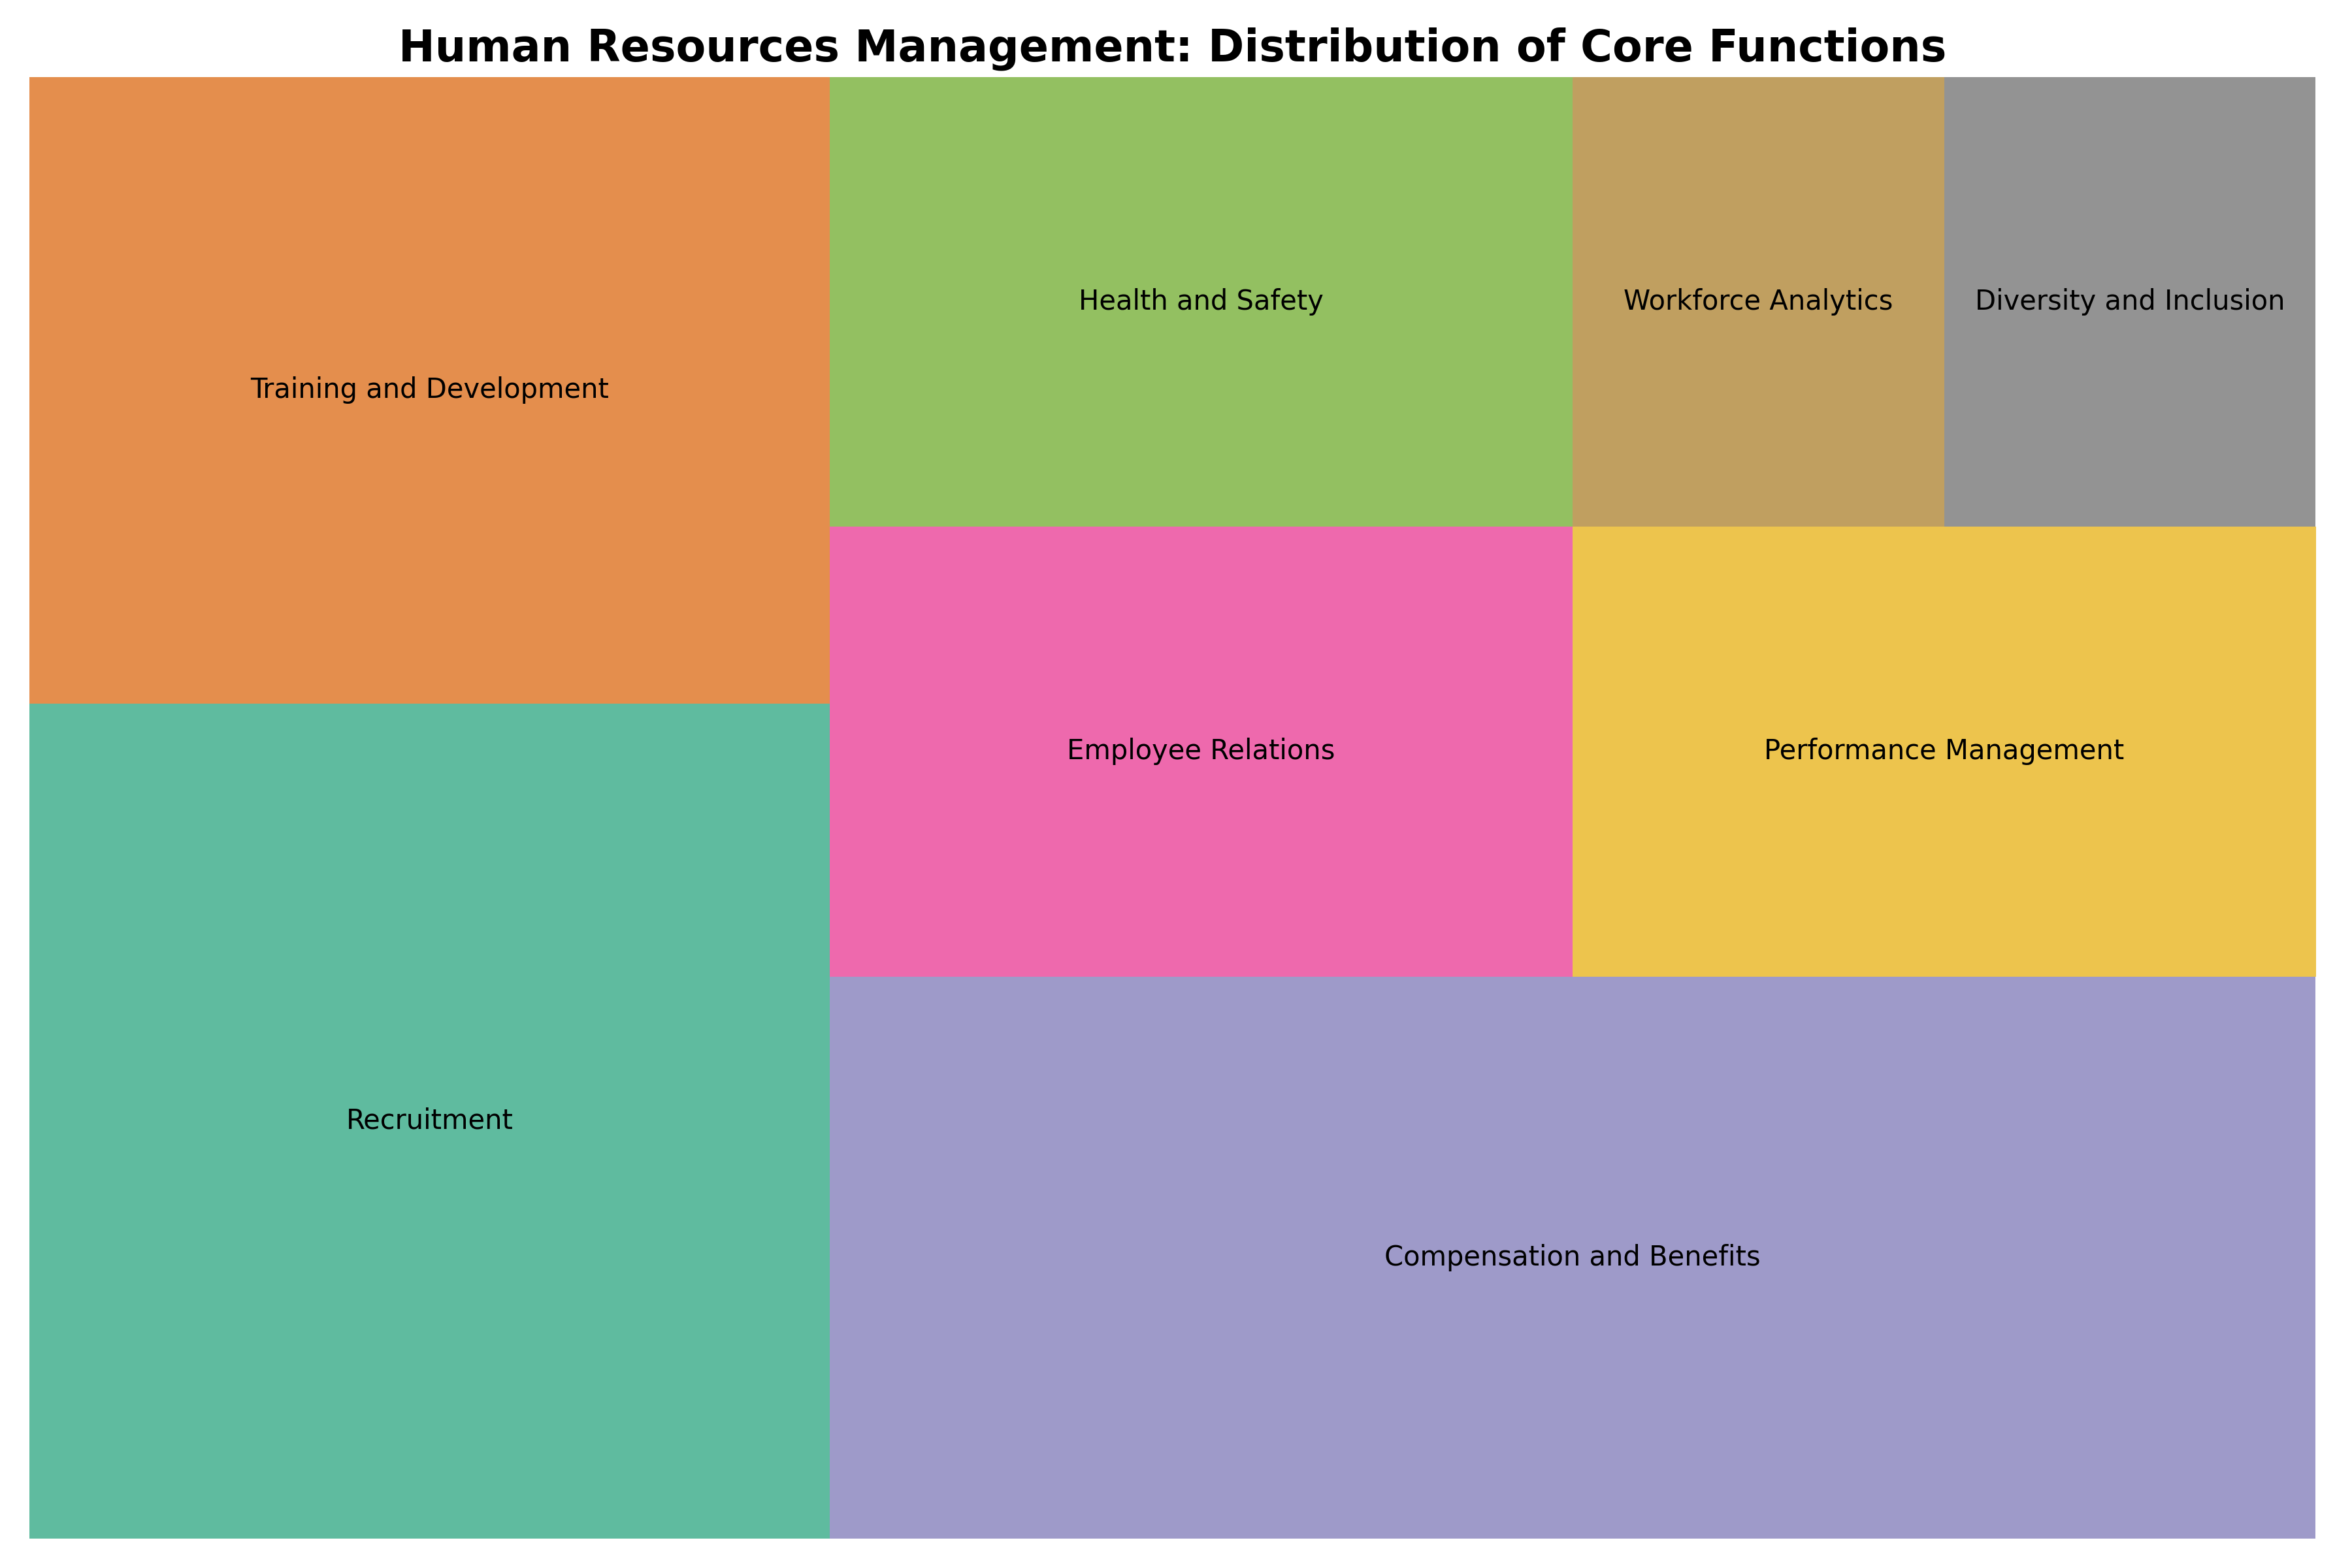 Human Resources Management: Distribution of Core Functions
Training and Development
Health and Safety
Workforce Analytics
Diversity and Inclusion
Employee Relations
Performance Management
Recruitment
Compensation and Benefits